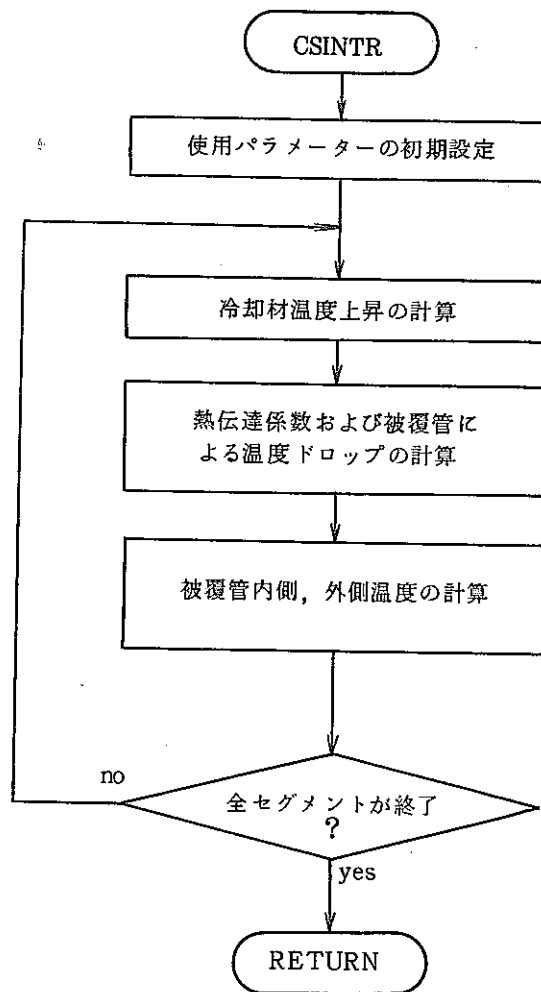 CSINTR
使用パラメーターの初期設定
冷却材温度上昇の計算
熱伝達係数および被覆管に
よる温度ドロップの計算
被覆管内側，外側温度の計算
no
全セグメントが終了
?
yes
RETURN